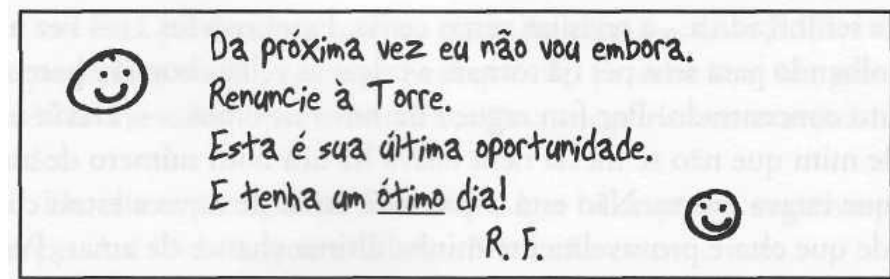 Da próxima vez eu não vou embora.
Renuncie à Torre.
Esta é sua última oportunidade.
E tenha um ótimo dia!
R. F.